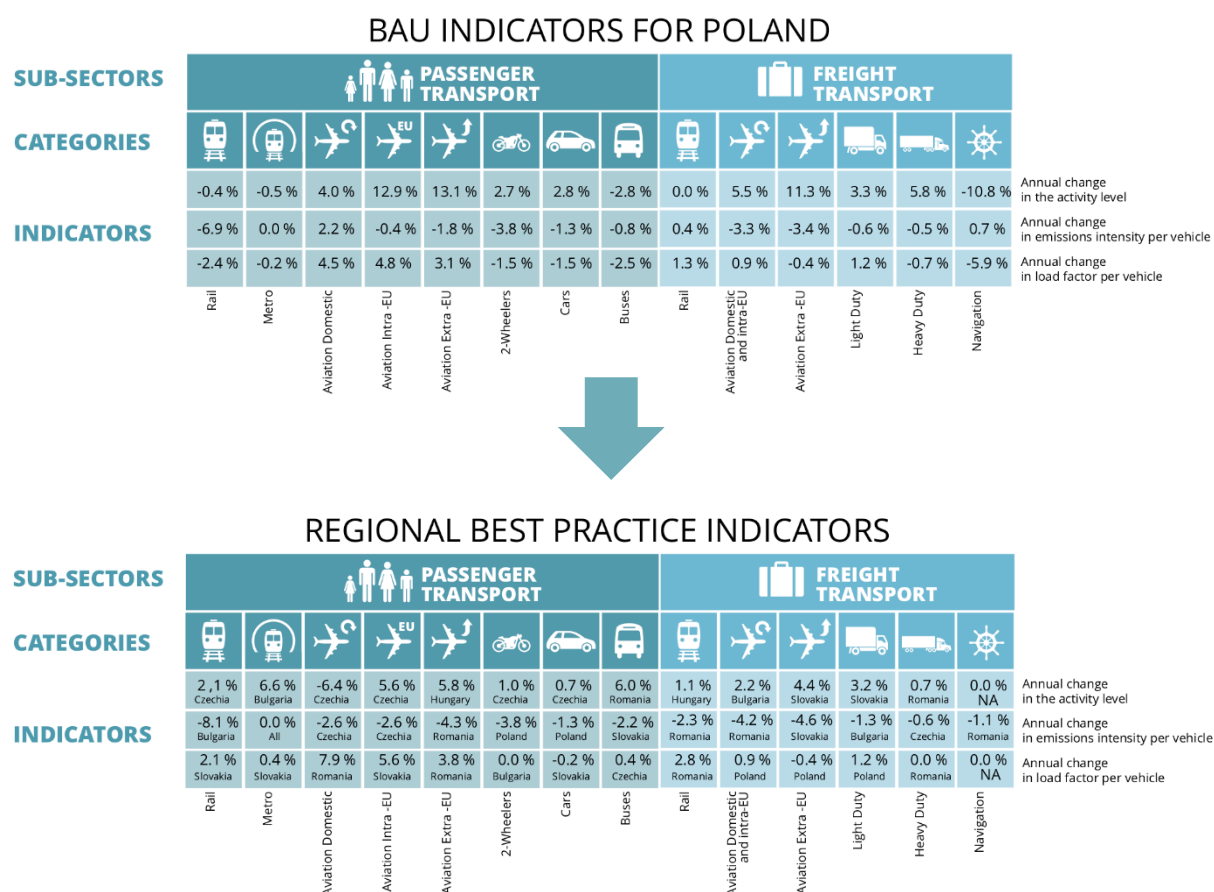 BAU INDICATORS FOR POLAND
SUB-SECTORS
PASSENGER
TRANSPORT
FREIGHT
TRANSPORT
CATEGORIES
EU
INDICATORS
-0.4 % -0.5 % 4.0 % 12.9 % 13.1 % 2.7 % 2.8 % -2.8 % 0.0 % 5.5 % 11.3 % 3.3 % 5.8 % -10.8 %
Annual change
in the activity level
-6.9 % 0.0 % 2.2 % -0.4 % -1.8 % -3.8 % -1.3 % -0.8 % 0.4 % -3.3 % -3.4 % -0.6 % -0.5 % 0.7 %
Annual change
in emissions intensity per vehicle
-2.4 % -0.2 % 4.5 % 4.8 % 3.1 % -1.5 % -1.5 % -2.5 % 1.3 % 0.9 % -0.4 % 1.2 % -0.7 % -5.9 %
Annual change
in load factor per vehicle
Rail
Metro
Aviation Domestic
Aviation Intra -EU
Aviation Extra -EU
2-Wheelers
Cars
Buses
Rail
Aviation Domestic
and intra-EU
Aviation Extra -EU
Light Duty
Heavy Duty
Navigation
REGIONAL BEST PRACTICE INDICATORS
SUB-SECTORS
PASSENGER
TRANSPORT
FREIGHT
TRANSPORT
CATEGORIES
EU
INDICATORS
2 ,1 % 6.6 % -6.4 % 5.6 % 5.8 % 1.0 % 0.7 % 6.0 % 1.1 % 2.2 % 4.4 % 3.2 % 0.7 % 0.0 %
Czechia Bulgaria Czechia Czechia Hungary Czechia Czechia Romania Hungary Bulgaria Slovakia Slovakia Romania NA
Annual change
in the activity level
-8.1 % 0.0 % -2.6 % -2.6 % -4.3 % -3.8 % -1.3 % -2.2 % -2.3 % -4.2 % -4.6 % -1.3 % -0.6 % -1.1 %
Bulgaria All Czechia Czechia Romania Poland Poland Slovakia Romania Romania Slovakia Bulgaria Czechia Romania
Annual change
in emissions intensity per vehicle
2.1 % 0.4 % 7.9 % 5.6 % 3.8 % 0.0 % -0.2 % 0.4 % 2.8 % 0.9 % -0.4 % 1.2 % 0.0 % 0.0 %
Slovakia Slovakia Romania Slovakia Romania Bulgaria Slovakia Czechia Romania Poland Poland Poland Romania NA
Annual change
in load factor per vehicle
Rail
Metro
Aviation Domestic
Aviation Intra -EU
Aviation Extra -EU
2-Wheelers
Cars
Buses
Rail
Aviation Domestic
and intra-EU
Aviation Extra -EU
Light Duty
Heavy Duty
Navigation